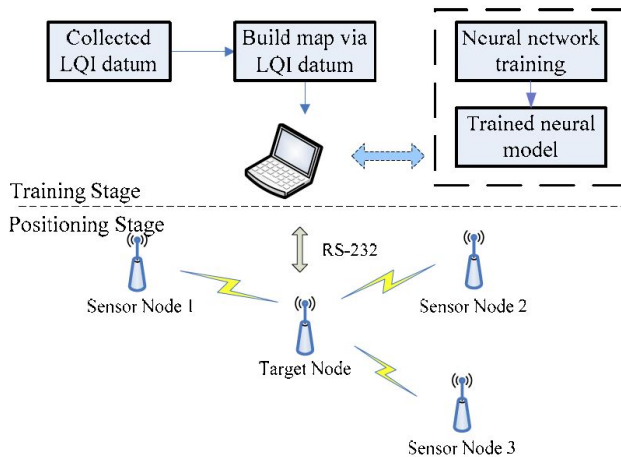 Collected
LQI datum
Build map via
LQI datum
Neural network
training
Trained neural
model
Training Stage
Positioning Stage
RS-232
Sensor Node 1
Sensor Node 2
Target Node
Sensor Node 3